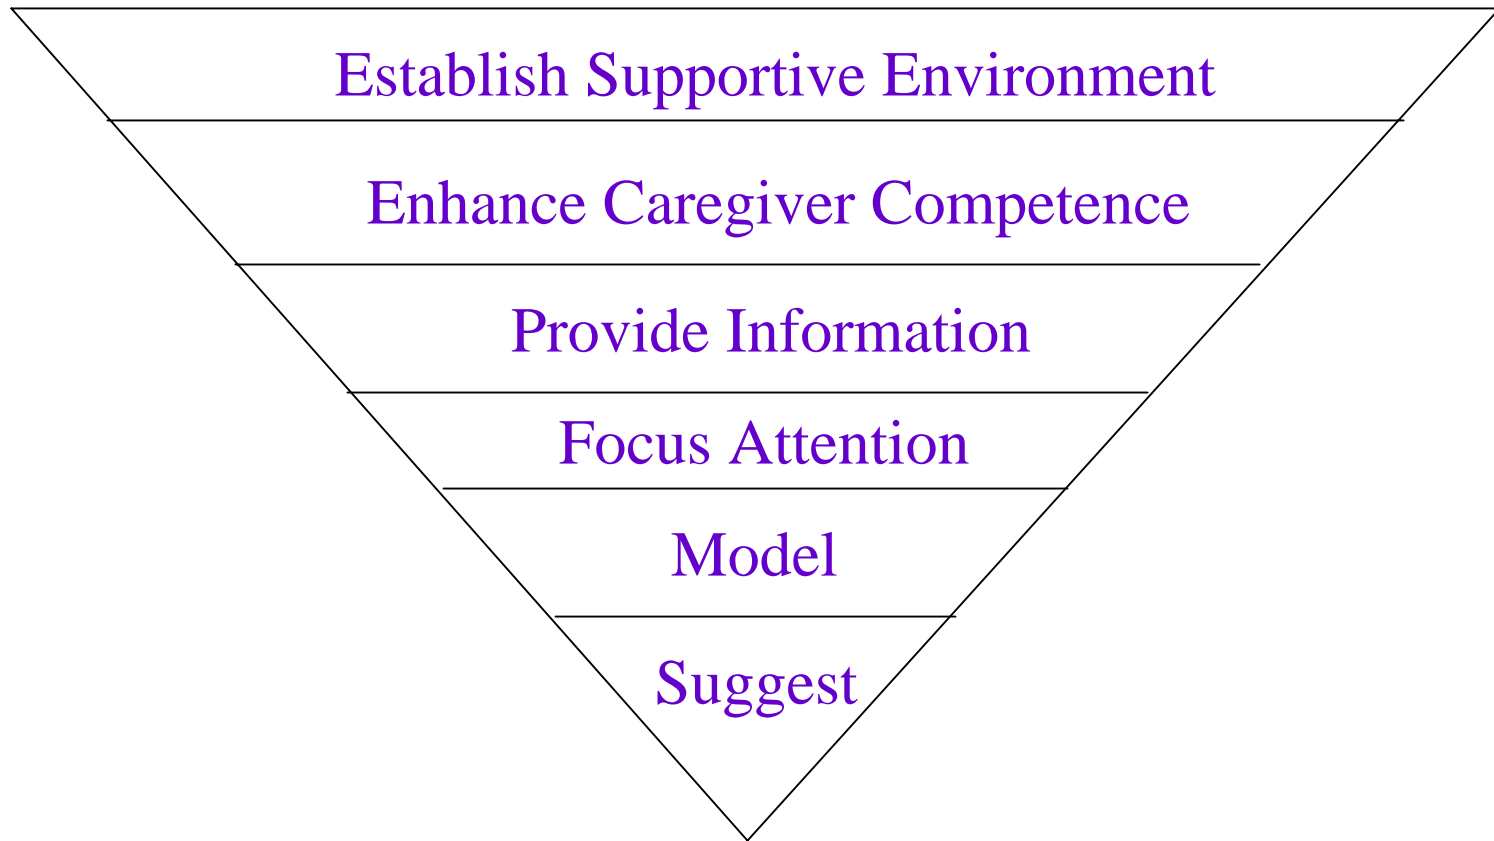 Establish Supportive Environment
Enhance Caregiver Competence
Provide Information
Focus Attention
Model
Suggest